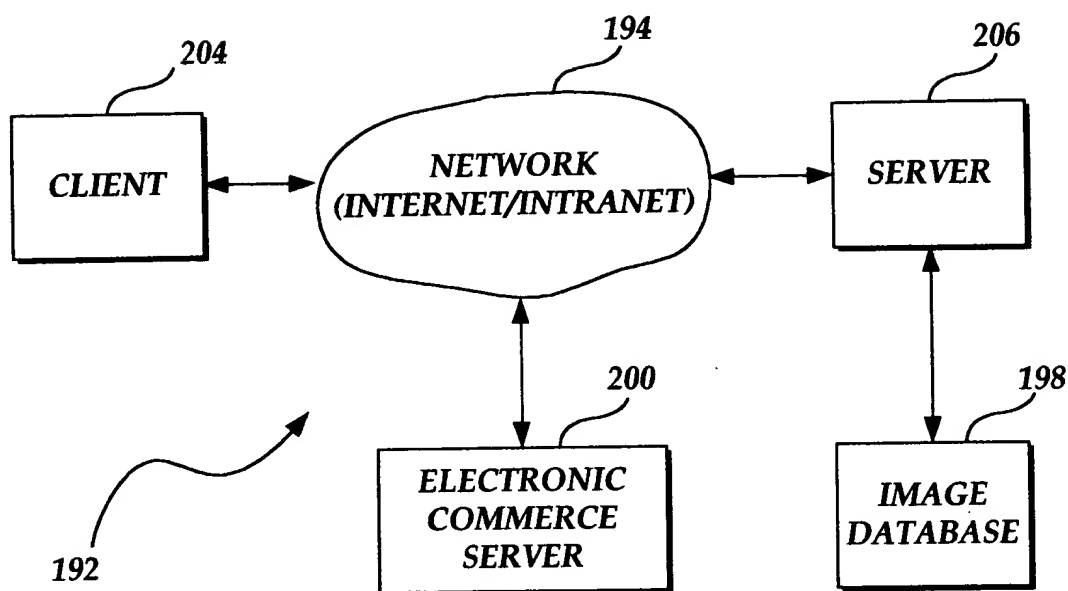 204
194
206
CLIENT
NETWORK
(INTERNET/INTRANET)
SERVER
200
198
192
ELECTRONIC
COMMERCE
SERVER
IMAGE
DATABASE